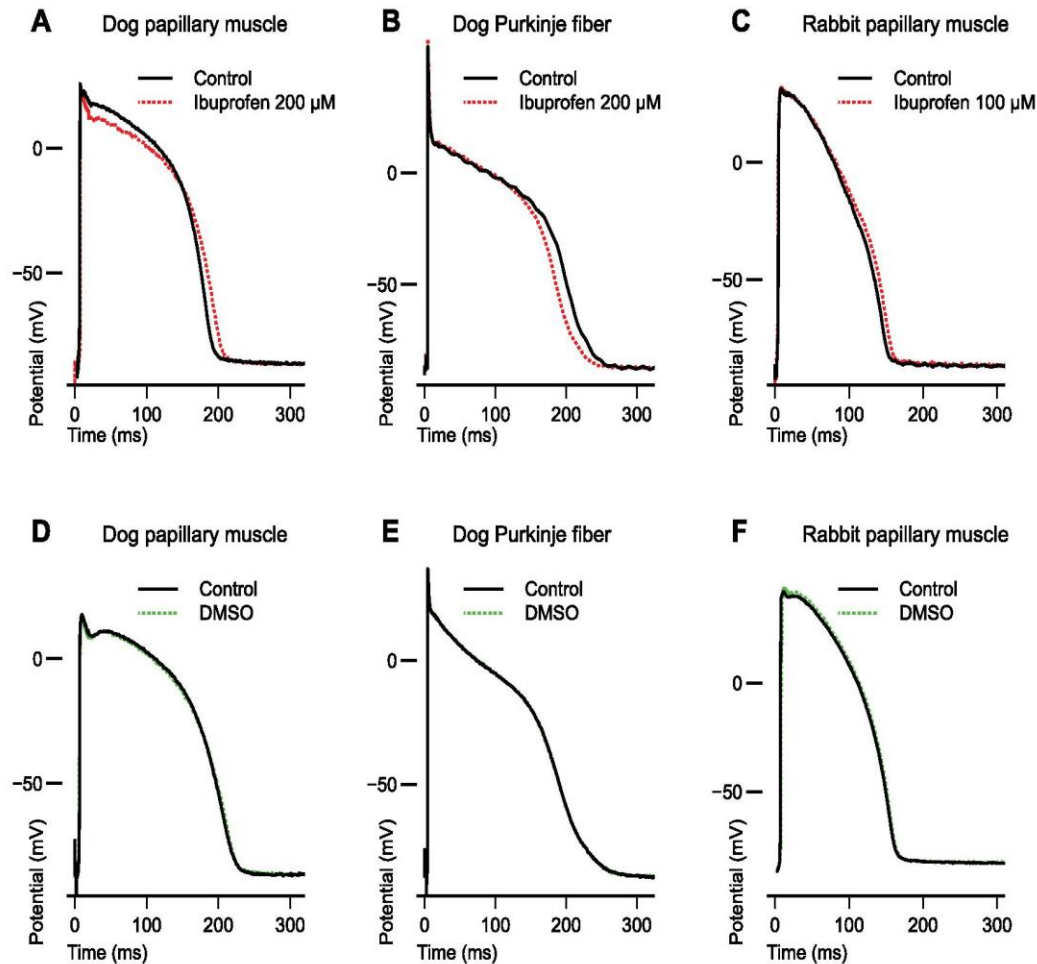 A Dog papillary muscle
Control
Ibuprofen 200 µM
0
−50
Potential (mV)
0 100 200 300
Time (ms)
B Dog Purkinje fiber
Control
Ibuprofen 200 µM
0
−50
Potential (mV)
0 100 200 300
Time (ms)
C Rabbit papillary muscle
Control
Ibuprofen 100 µM
0
−50
Potential (mV)
0 100 200 300
Time (ms)
D Dog papillary muscle
Control
DMSO
0
−50
Potential (mV)
0 100 200 300
Time (ms)
E Dog Purkinje fiber
Control
DMSO
0
−50
Potential (mV)
0 100 200 300
Time (ms)
F Rabbit papillary muscle
Control
DMSO
0
−50
Potential (mV)
0 100 200 300
Time (ms)